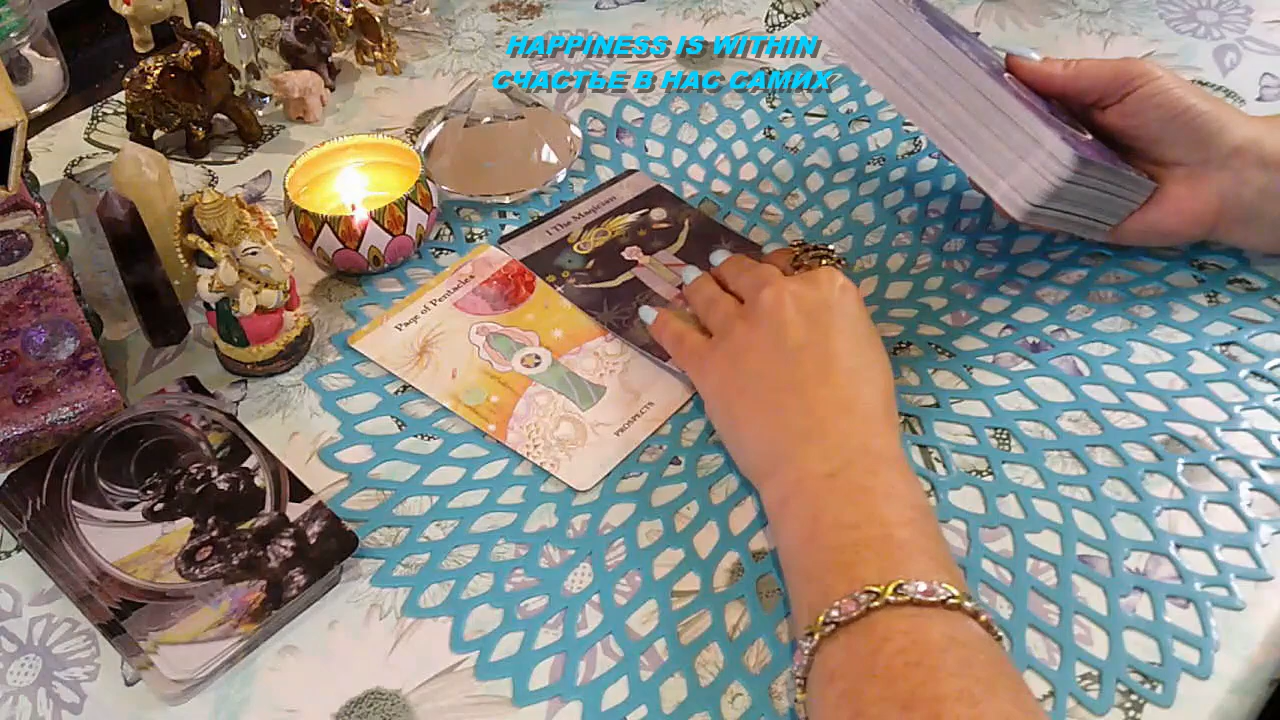 HAPPINESS IS WITHIN
СЧАСТЬЕ В НАС САМИХ
I The Magician
Page of Pentacles
PROSPECTS